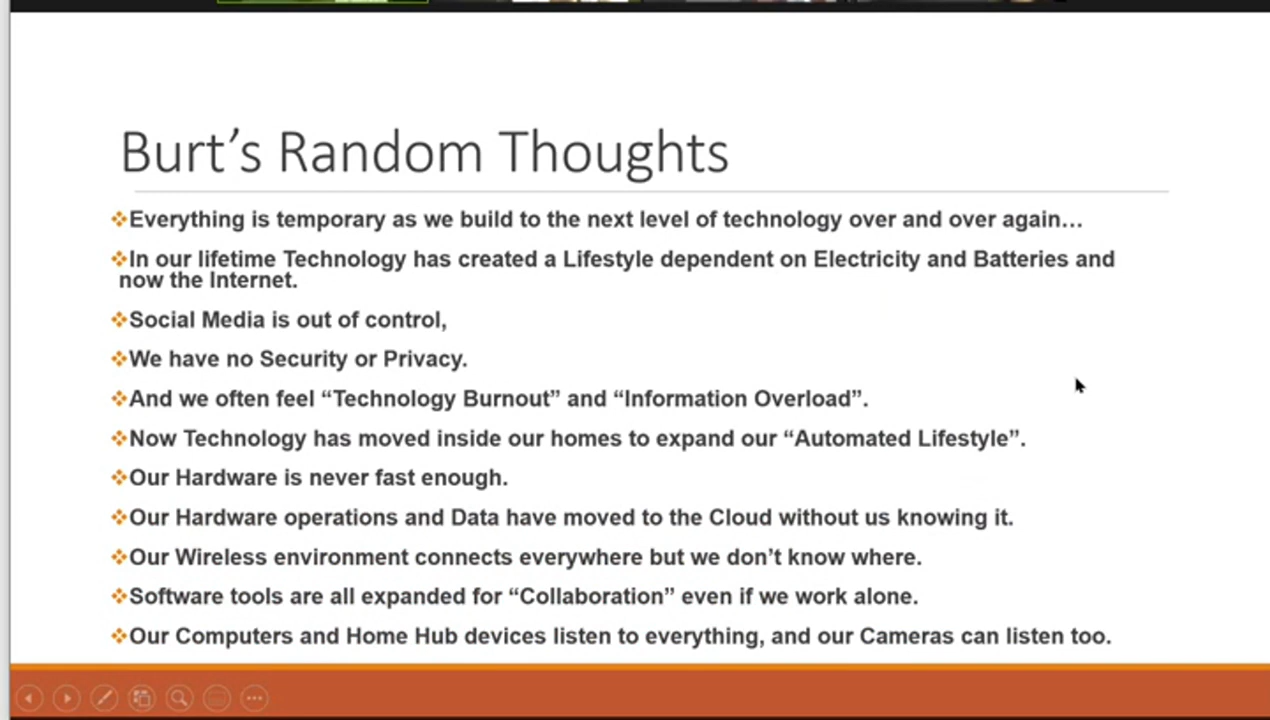 Burt’s Random Thoughts
Everything is temporary as we build to the next level of technology over and over again…
In our lifetime Technology has created a Lifestyle dependent on Electricity and Batteries and
now the Internet.
Social Media is out of control,
We have no Security or Privacy.
And we often feel “Technology Burnout” and “Information Overload”.
Now Technology has moved inside our homes to expand our “Automated Lifestyle”.
Our Hardware is never fast enough.
Our Hardware operations and Data have moved to the Cloud without us knowing it.
Our Wireless environment connects everywhere but we don’t know where.
Software tools are all expanded for “Collaboration” even if we work alone.
Our Computers and Home Hub devices listen to everything, and our Cameras can listen too.